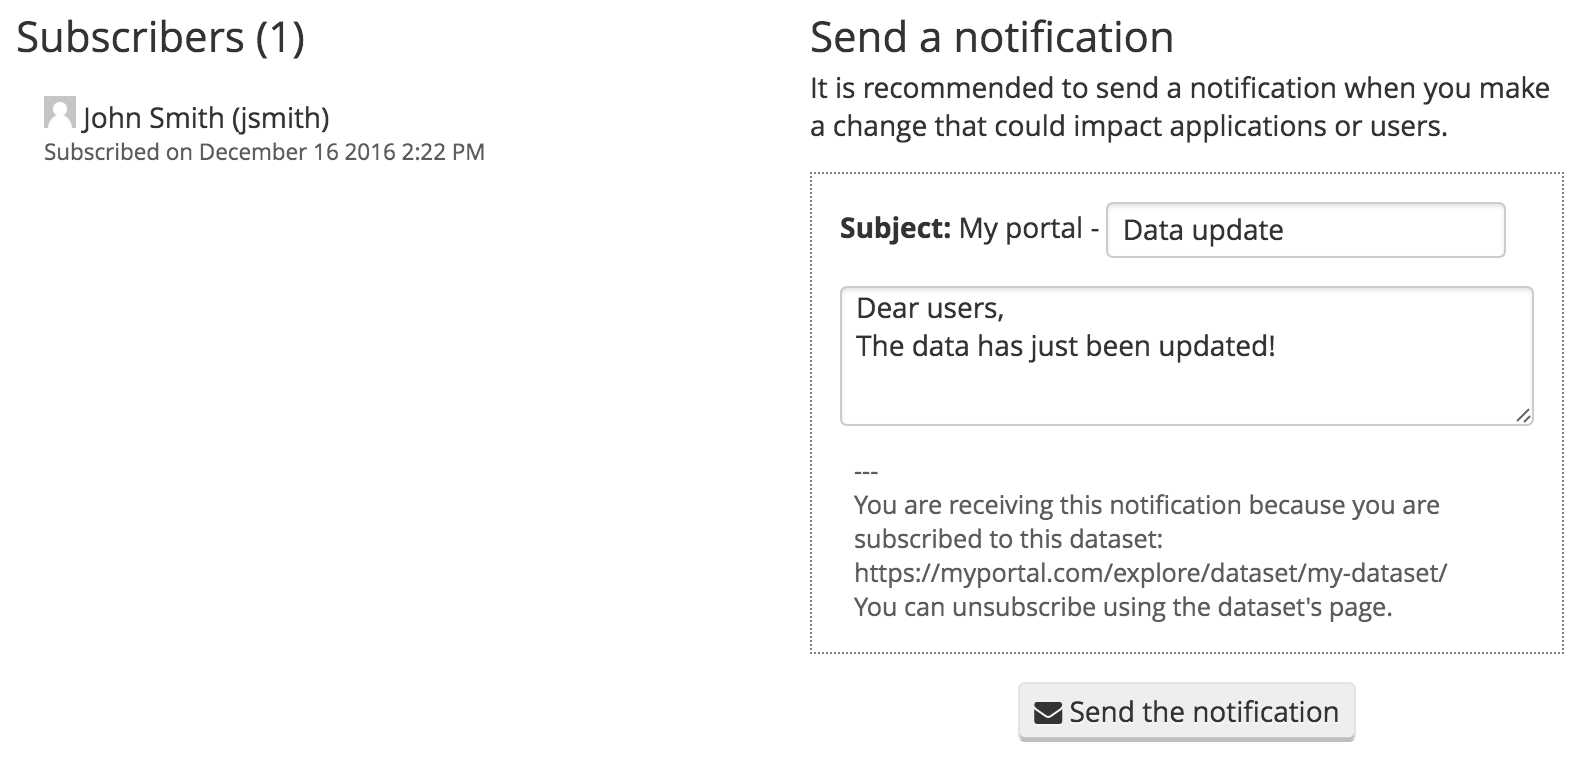 Subscribers (1)
John Smith (jsmith)
Subscribed on December 16 2016 2:22 PM
Send a notification
It is recommended to send a notification when you make
a change that could impact applications or users.
Subject: My portal - Data update
Dear users,
The data has just been updated!
---
You are receiving this notification because you are
subscribed to this dataset:
https://myportal.com/explore/dataset/my-dataset/
You can unsubscribe using the dataset's page.
Send the notification